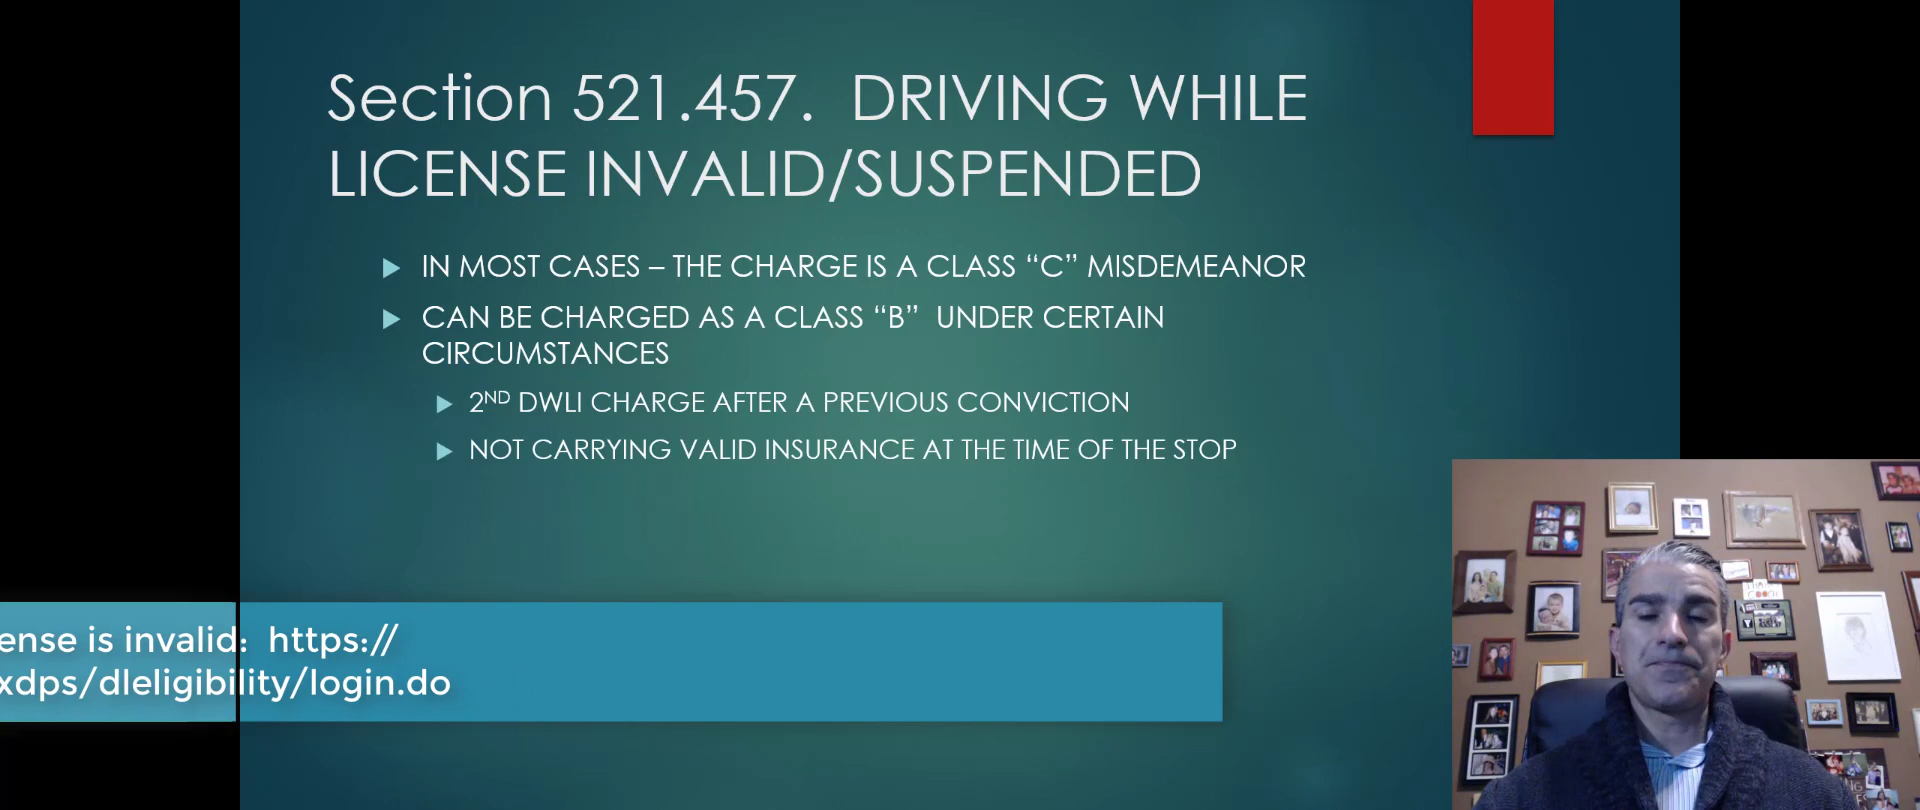 Section 521.457.  DRIVING WHILE
LICENSE INVALID/SUSPENDED
IN MOST CASES – THE CHARGE IS A CLASS “C” MISDEMEANOR
CAN BE CHARGED AS A CLASS “B”  UNDER CERTAIN
CIRCUMSTANCES
2ND DWLI CHARGE AFTER A PREVIOUS CONVICTION
NOT CARRYING VALID INSURANCE AT THE TIME OF THE STOP
ense is invalid:  https://
xdps/dleligibility/login.do